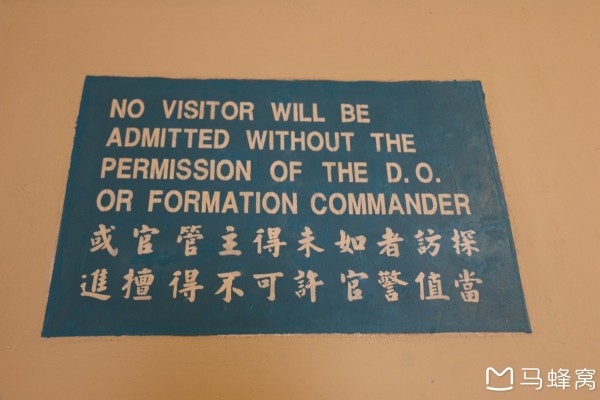 NO VISITOR WILL BE
ADMITTED WITHOUT THE
PERMISSION OF THE D.O.
OR FORMATION COMMANDER
探訪者如未得主管官或
當值警官許可不得擅進
马蜂窝